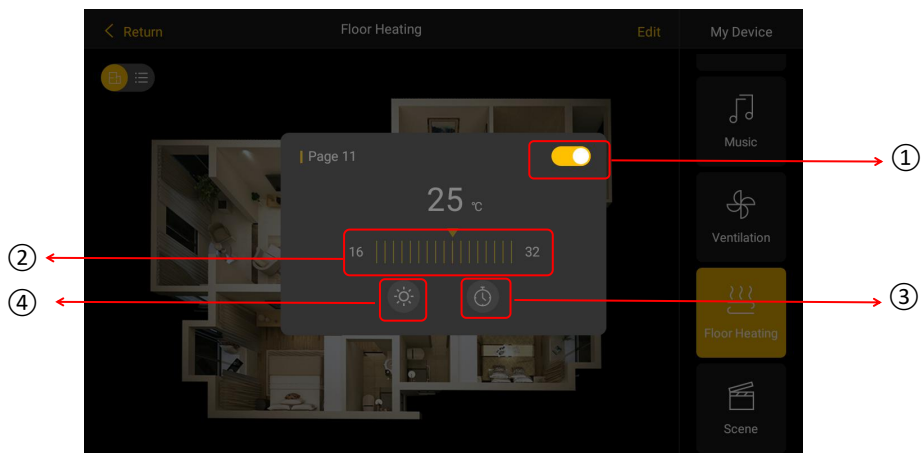 Return
Floor Heating
Edit
My Device
Music
Page 11
①
25 ℃
Ventilation
16
32
②
④
③
Floor Heating
Scene